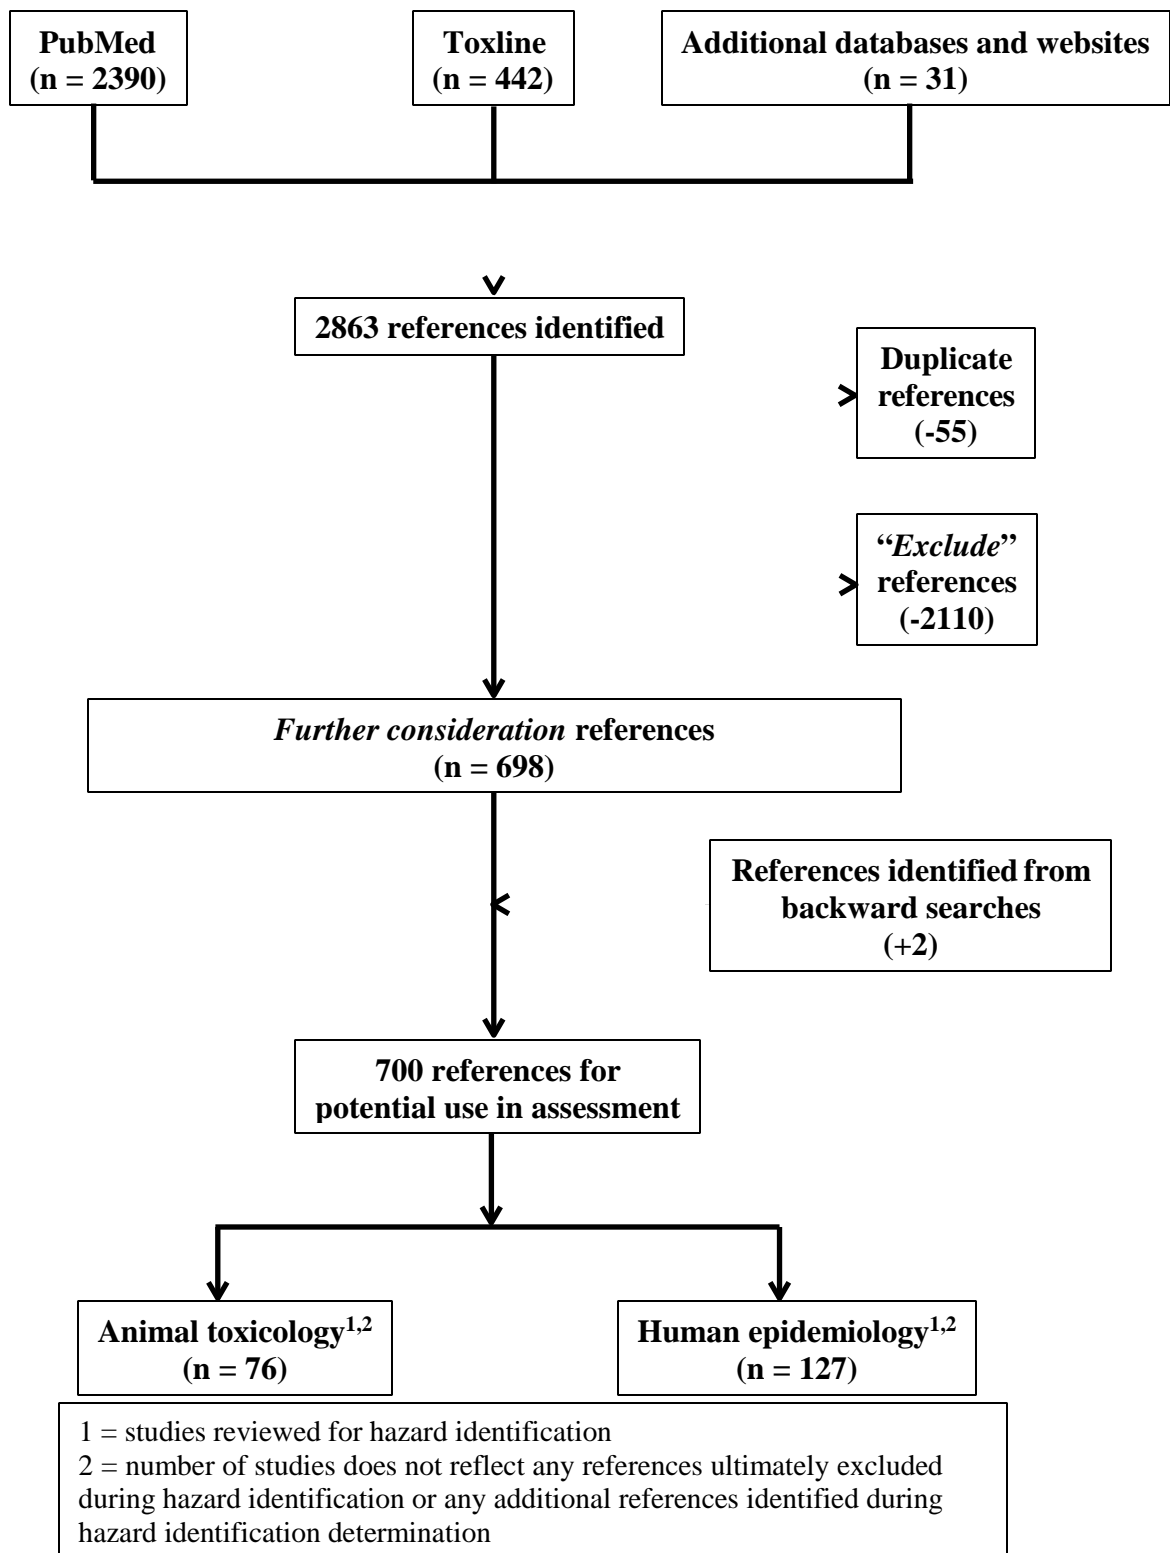 PubMed
(n = 2390)
Toxline
(n = 442)
Additional databases and websites
(n = 31)
2863 references identified
Duplicate
references
(-55)
“Exclude”
references
(-2110)
Further consideration references
(n = 698)
References identified from
backward searches
(+2)
700 references for
potential use in assessment
Animal toxicology1,2
(n = 76)
Human epidemiology1,2
(n = 127)
1 = studies reviewed for hazard identification
2 = number of studies does not reflect any references ultimately excluded
during hazard identification or any additional references identified during
hazard identification determination